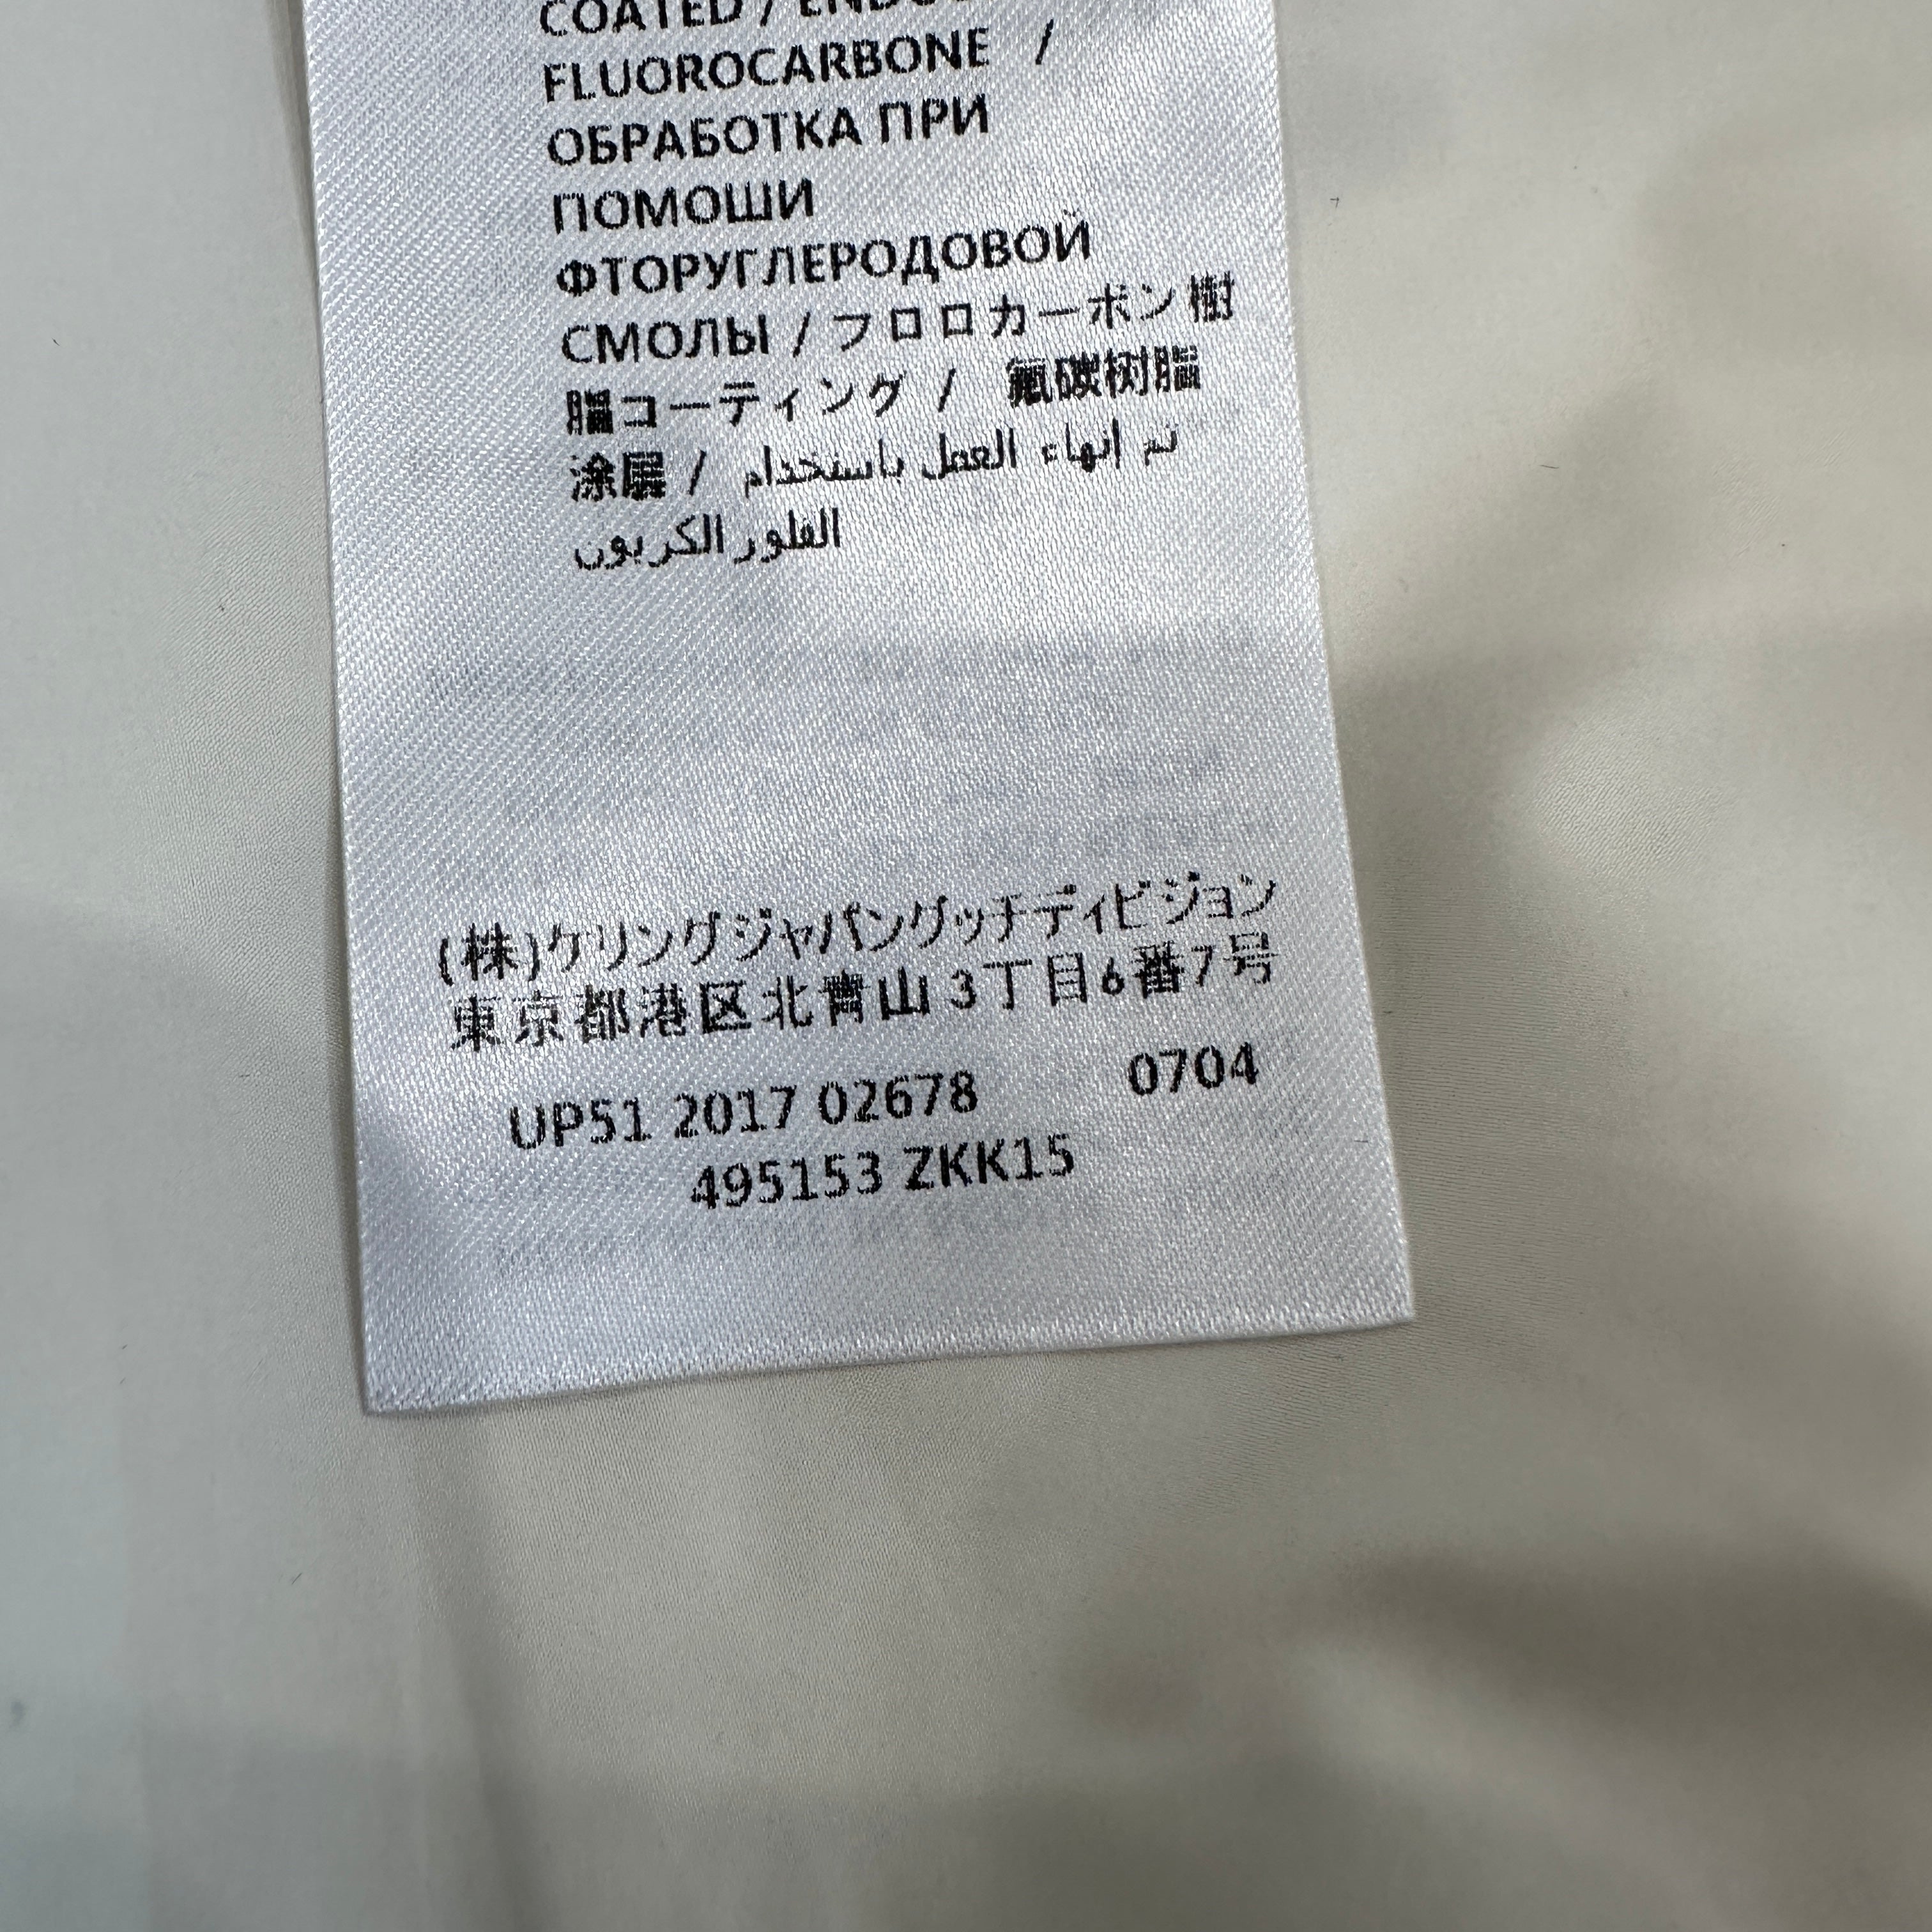 COATED /
FLUOROCARBONE /
ОБРАБОТКА ПРИ
ПОМОШИ
ФТОРУГЛЕРОДОВОЙ
СМОЛЫ / フロロカーボン樹
脂コーティング / 氟碳树脂
涂层 / تم إنهاء العمل باستخدام
الفلور الكربون
(株)ケリングジャパングッチディビジョン
東京都港区北青山3丁目6番7号
UP51 2017 02678 0704
495153 ZKK15